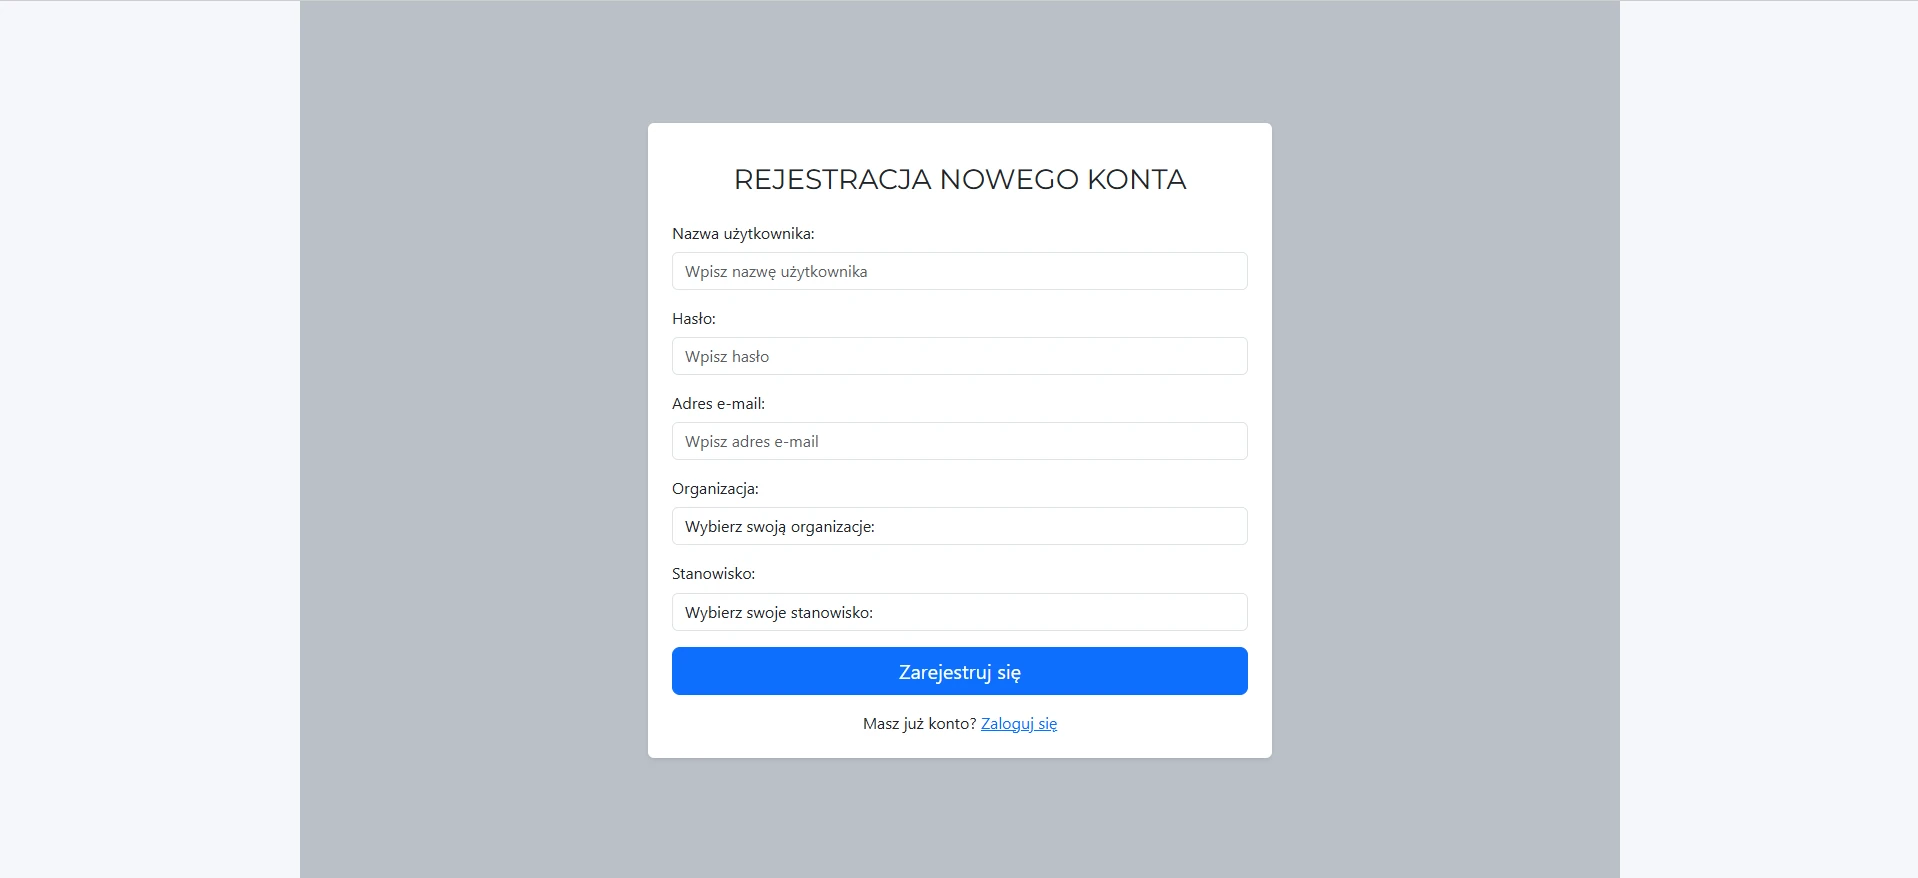 REJESTRACJA NOWEGO KONTA
Nazwa użytkownika:
Wpisz nazwę użytkownika
Hasło:
Wpisz hasło
Adres e-mail:
Wpisz adres e-mail
Organizacja:
Wybierz swoją organizacje:
Stanowisko:
Wybierz swoje stanowisko:
Zarejestruj się
Masz już konto? Zaloguj się